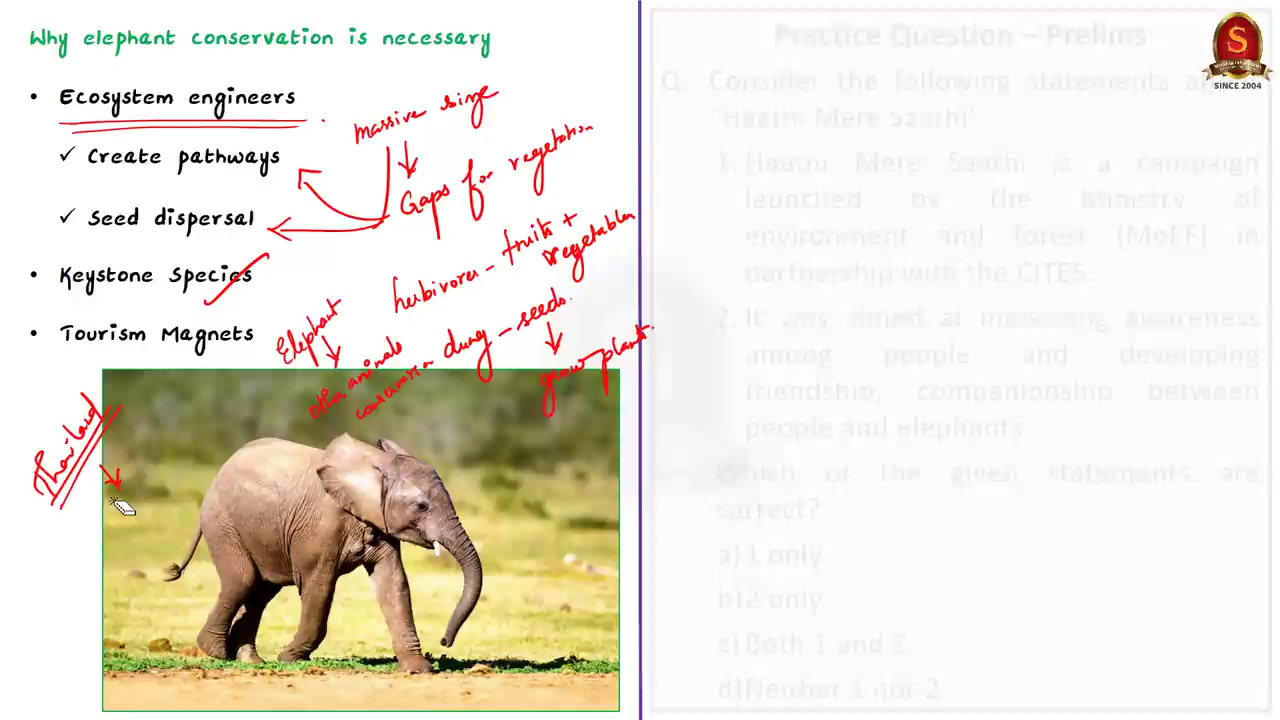 Why elephant conservation is necessary
• Ecosystem engineers
✓ Create pathways
✓ Seed dispersal
• Keystone Species
• Tourism Magnets
massive size
Gaps for vegetation
herbivores - fruits +
vegetables
dung - seeds.
grow plants.
Elephant
other animals
conservation
Thailand
Practice Question – Prelims
Q. Consider the following statements
"Haathi Mere Saathi"
1. Haathi Mere Saathi is a campaign
launched by the Ministry of
environment and forest (MoEF) in
partnership with the CITES.
2. It was aimed at increasing awareness
among people and developing
friendship, companionship between
people and elephants
Which of the given statements are
correct?
a) 1 only
b) 2 only
c) Both 1 and 2
d) Neither 1 nor 2
S
SINCE 2004